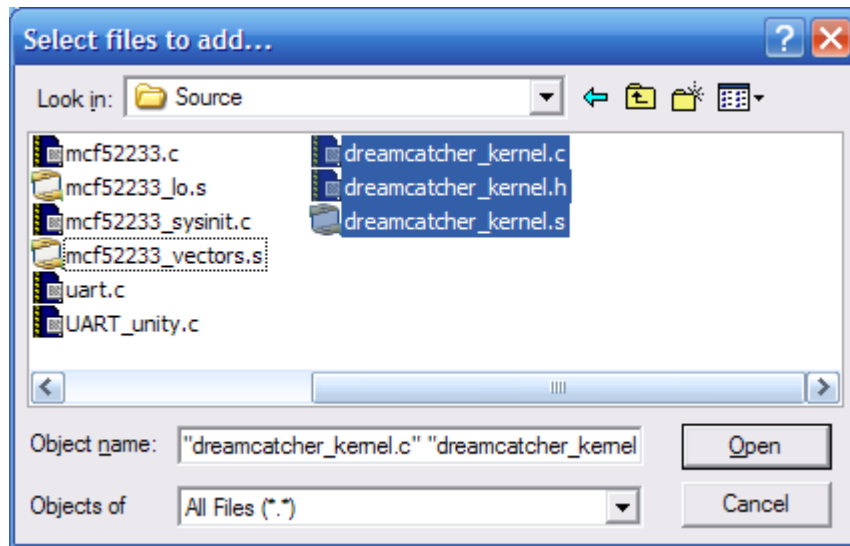 Select files to add...
Look in: Source
mcf52233.c
mcf52233_lo.s
mcf52233_sysinit.c
mcf52233_vectors.s
uart.c
UART_unity.c
dreamcatcher_kernel.c
dreamcatcher_kernel.h
dreamcatcher_kernel.s
Object name: "dreamcatcher_kernel.c" "dreamcatcher_kernel
Open
Objects of All Files (*.*)
Cancel